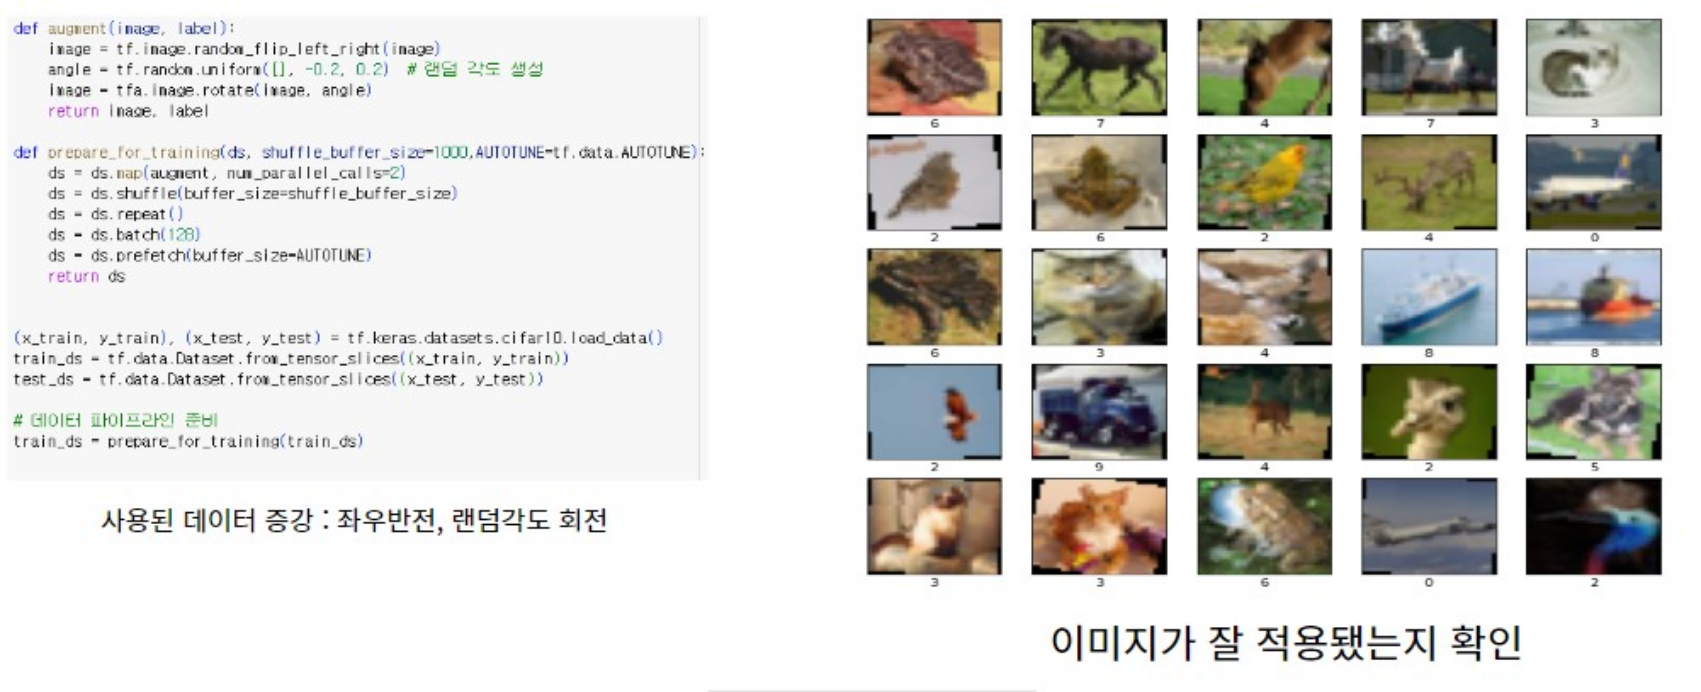 def augment(image, label):
    image = tf.image.random_flip_left_right(image)
    angle = tf.random.uniform([], -0.2, 0.2)  # 랜덤 각도 생성
    image = tfa.image.rotate(image, angle)
    return image, label
def prepare_for_training(ds, shuffle_buffer_size=1000,AUTOTUNE=tf.data.AUTOTUNE):
    ds = ds.map(augment, num_parallel_calls=2)
    ds = ds.shuffle(buffer_size=shuffle_buffer_size)
    ds = ds.repeat()
    ds = ds.batch(128)
    ds = ds.prefetch(buffer_size=AUTOTUNE)
    return ds
(x_train, y_train), (x_test, y_test) = tf.keras.datasets.cifar10.load_data()
train_ds = tf.data.Dataset.from_tensor_slices((x_train, y_train))
test_ds = tf.data.Dataset.from_tensor_slices((x_test, y_test))
# 데이터 파이프라인 준비
train_ds = prepare_for_training(train_ds)
사용된 데이터 증강 : 좌우반전, 랜덤각도 회전
6 7 4 7 3
2 6 2 4 0
6 3 4 8 8
2 9 4 2 5
3 3 6 0 2
이미지가 잘 적용됐는지 확인